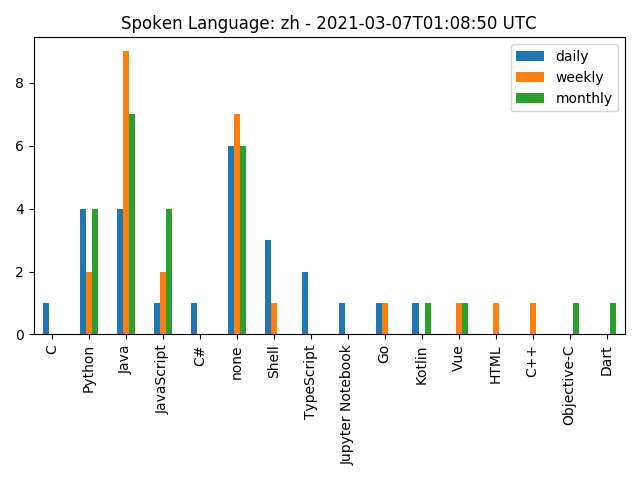 Spoken Language: zh - 2021-03-07T01:08:50 UTC
daily
weekly
monthly
8
6
4
2
0
C
Python
Java
JavaScript
C#
none
Shell
TypeScript
Jupyter Notebook
Go
Kotlin
Vue
HTML
C++
Objective-C
Dart